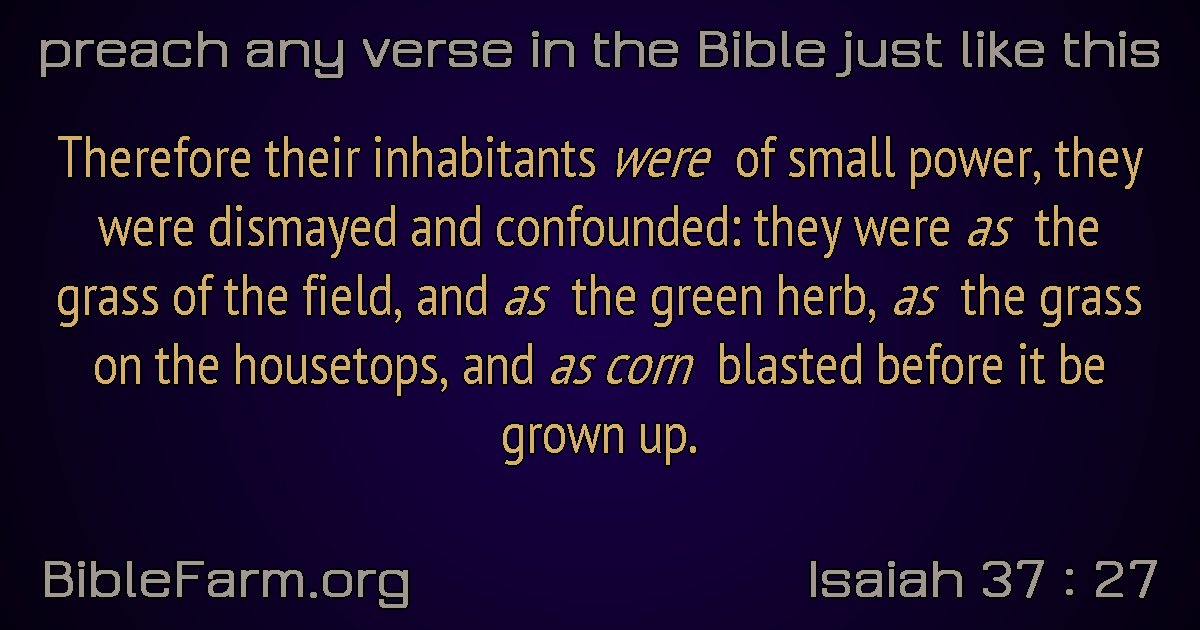 preach any verse in the Bible just like this
Therefore their inhabitants were of small power, they
were dismayed and confounded: they were as the
grass of the field, and as the green herb, as the grass
on the housetops, and as corn blasted before it be
grown up.
BibleFarm.org
Isaiah 37 : 27